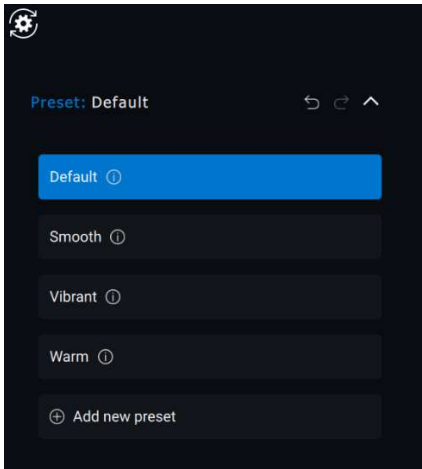 Preset: Default
Default
Smooth
Vibrant
Warm
Add new preset